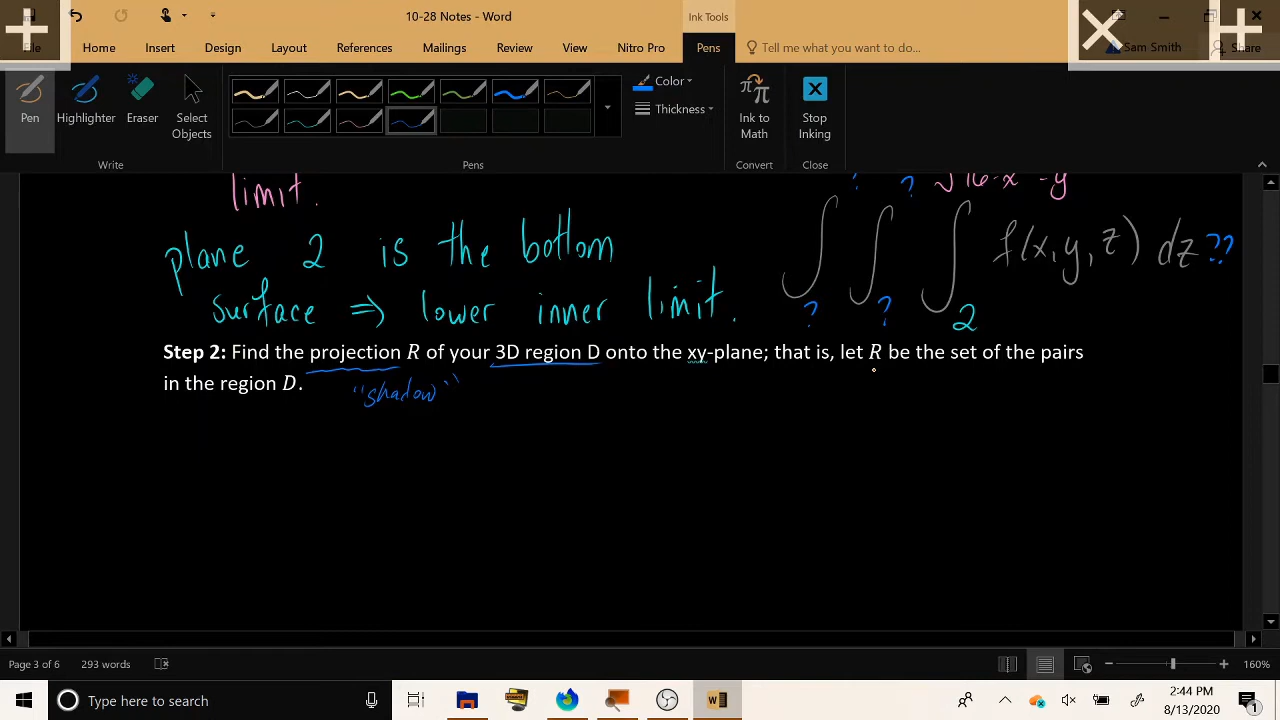 10-28 Notes - Word
Ink Tools
File Home Insert Design Layout References Mailings Review View Nitro Pro Pens Tell me what you want to do... Sam Smith Share
Color
Thickness
Pen Highlighter Eraser Select Objects Ink to Math Stop Inking
Write Pens Convert Close
limit. ? ? √16-x -y
plane 2 is the bottom ∫ ∫ ∫ f(x, y, z) dz ??
surface ⇒ lower inner limit. ? ? 2
Step 2: Find the projection R of your 3D region D onto the xy-plane; that is, let R be the set of the pairs
in the region D. "shadow"
Page 3 of 6 293 words 160%
Type here to search
2:44 PM
8/13/2020
1